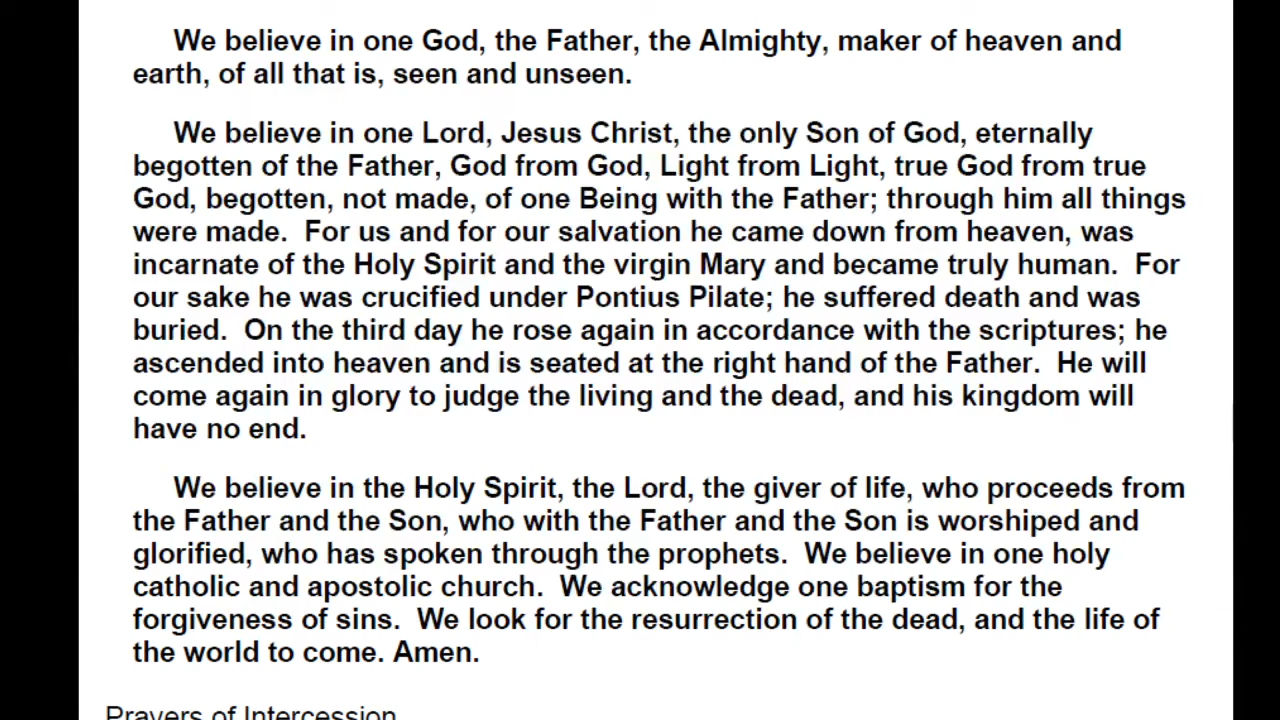 We believe in one God, the Father, the Almighty, maker of heaven and
earth, of all that is, seen and unseen.
We believe in one Lord, Jesus Christ, the only Son of God, eternally
begotten of the Father, God from God, Light from Light, true God from true
God, begotten, not made, of one Being with the Father; through him all things
were made.  For us and for our salvation he came down from heaven, was
incarnate of the Holy Spirit and the virgin Mary and became truly human.  For
our sake he was crucified under Pontius Pilate; he suffered death and was
buried.  On the third day he rose again in accordance with the scriptures; he
ascended into heaven and is seated at the right hand of the Father.  He will
come again in glory to judge the living and the dead, and his kingdom will
have no end.
We believe in the Holy Spirit, the Lord, the giver of life, who proceeds from
the Father and the Son, who with the Father and the Son is worshiped and
glorified, who has spoken through the prophets.  We believe in one holy
catholic and apostolic church.  We acknowledge one baptism for the
forgiveness of sins.  We look for the resurrection of the dead, and the life of
the world to come. Amen.
Prayers of Intercession